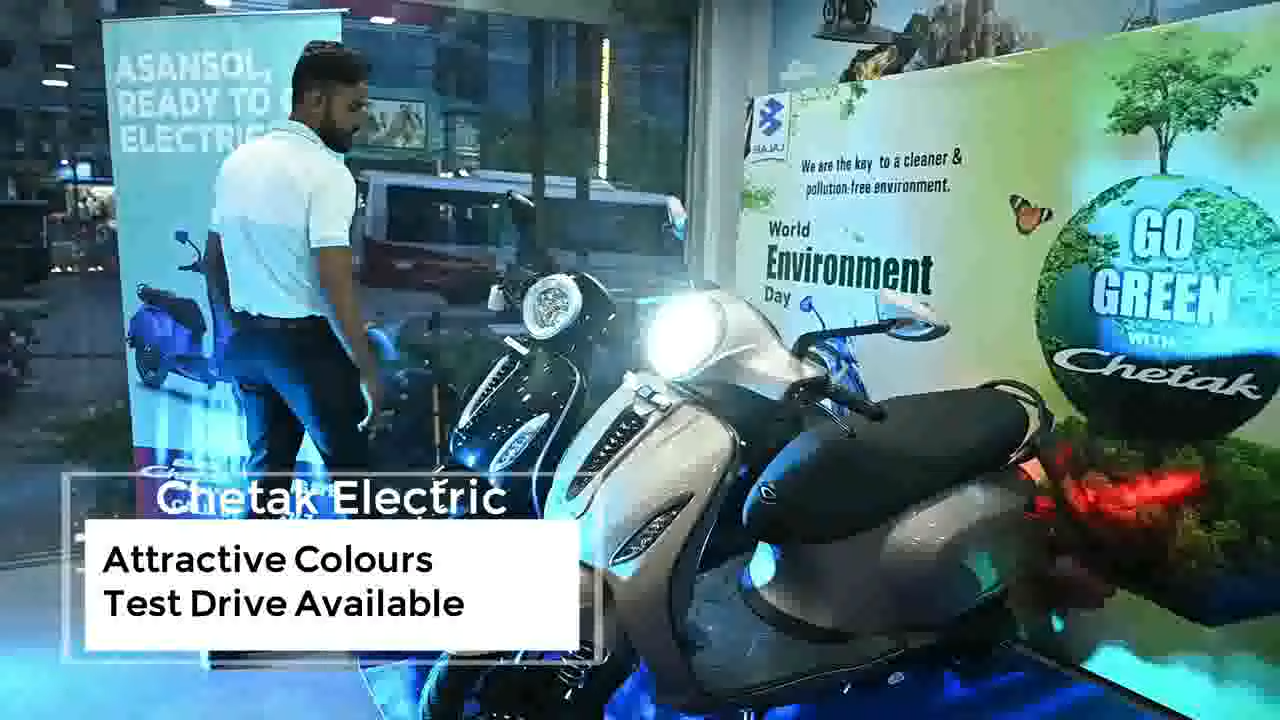 ASANSOL,
READY TO
ELECTRIC
We are the key to a cleaner &
pollution-free environment.
World
Environment
Day
GO
GREEN
WITH
Chetak
Chetak Electric
Attractive Colours
Test Drive Available